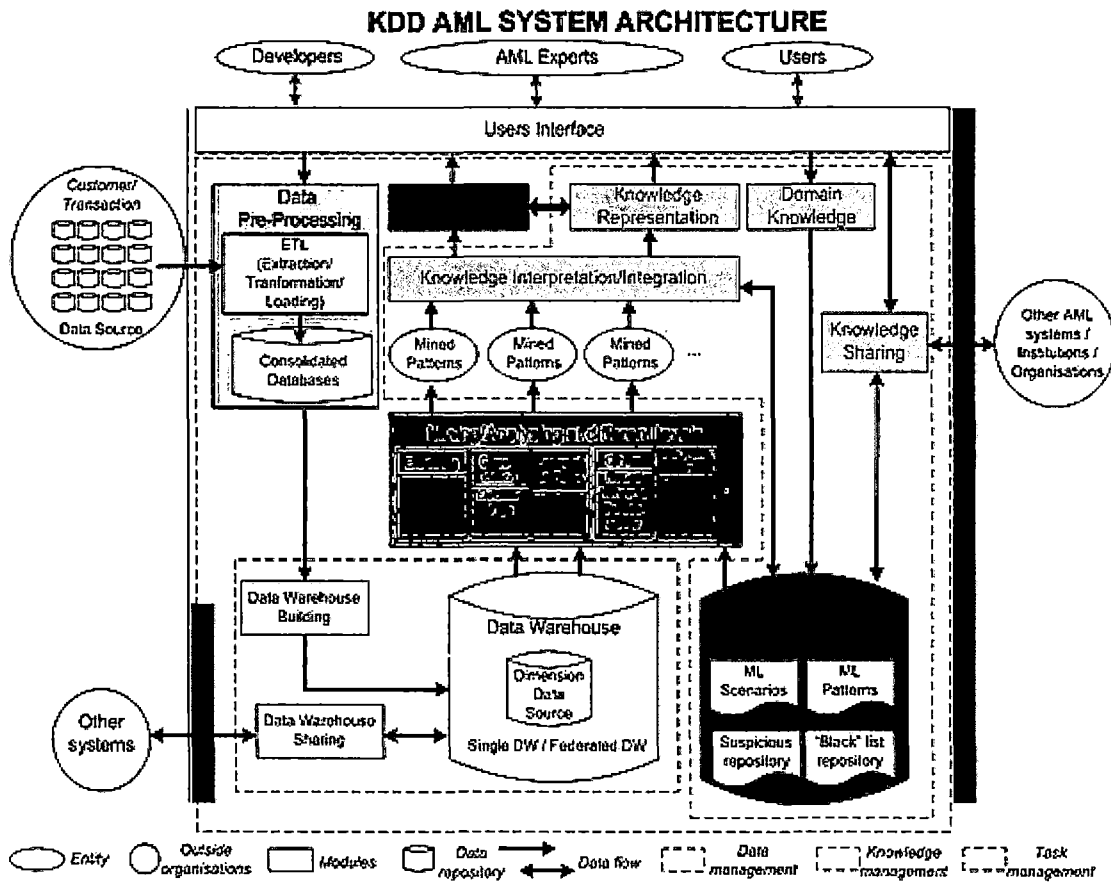 KDD AML SYSTEM ARCHITECTURE
Developers
AML Experts
Users
Users Interface
Customer/
Transaction
Data Source
Data
Pre-Processing
ETL
(Extraction/
Tranformation/
Loading)
Consolidated
Databases
Knowledge
Representation
Domain
Knowledge
Knowledge Interpretation/Integration
Mined
Patterns
Mined
Patterns
Mined
Patterns
...
Knowledge
Sharing
Other AML
systems /
Institutions /
Organisations
Data Warehouse
Building
Data Warehouse
Dimension
Data
Source
Single DW / Federated DW
Data Warehouse
Sharing
Other
systems
ML
Scenarios
ML
Patterns
Suspicious
repository
"Black" list
repository
Entity
Outside
organisations
Modules
Data
repository
Data flow
Data
management
Knowledge
management
Task
management